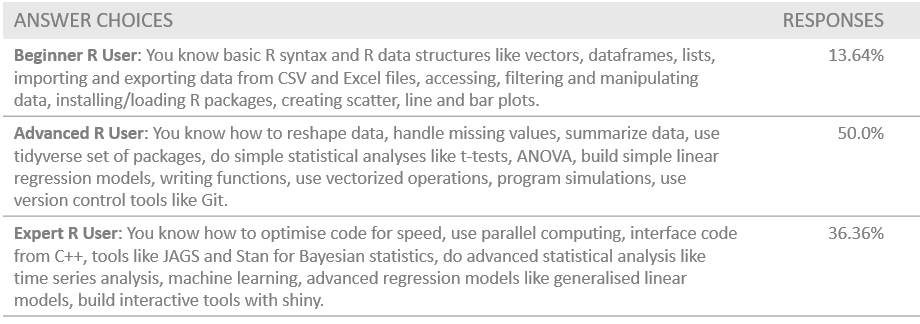 ANSWER CHOICES RESPONSES
Beginner R User: You know basic R syntax and R data structures like vectors, dataframes, lists, 13.64%
importing and exporting data from CSV and Excel files, accessing, filtering and manipulating
data, installing/loading R packages, creating scatter, line and bar plots.
Advanced R User: You know how to reshape data, handle missing values, summarize data, use 50.0%
tidyverse set of packages, do simple statistical analyses like t-tests, ANOVA, build simple linear
regression models, writing functions, use vectorized operations, program simulations, use
version control tools like Git.
Expert R User: You know how to optimise code for speed, use parallel computing, interface code 36.36%
from C++, tools like JAGS and Stan for Bayesian statistics, do advanced statistical analysis like
time series analysis, machine learning, advanced regression models like generalised linear
models, build interactive tools with shiny.